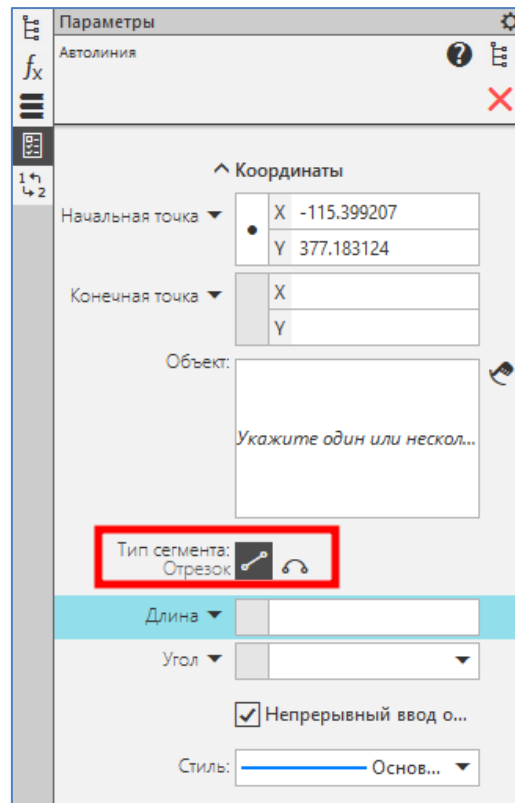 Параметры
Автолиния
Координаты
Начальная точка X -115.399207
Y 377.183124
Конечная точка X
Y
Объект:
Укажите один или нескол...
Тип сегмента:
Отрезок
Длина
Угол
Непрерывный ввод о...
Стиль: Основ...